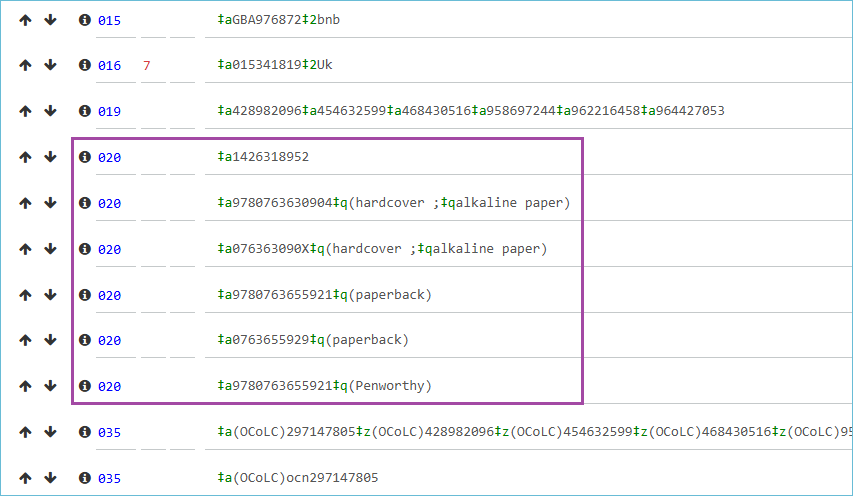 015 ‡aGBA976872‡2bnb
016 7 ‡a015341819‡2Uk
019 ‡a428982096‡a454632599‡a468430516‡a958697244‡a962216458‡a964427053
020 ‡a1426318952
020 ‡a9780763630904‡q(hardcover ;‡qalkaline paper)
020 ‡a076363090X‡q(hardcover ;‡qalkaline paper)
020 ‡a9780763655921‡q(paperback)
020 ‡a0763655929‡q(paperback)
020 ‡a9780763655921‡q(Penworthy)
035 ‡a(OCoLC)297147805‡z(OCoLC)428982096‡z(OCoLC)454632599‡z(OCoLC)468430516‡z(OCoLC)95
035 ‡a(OCoLC)ocn297147805